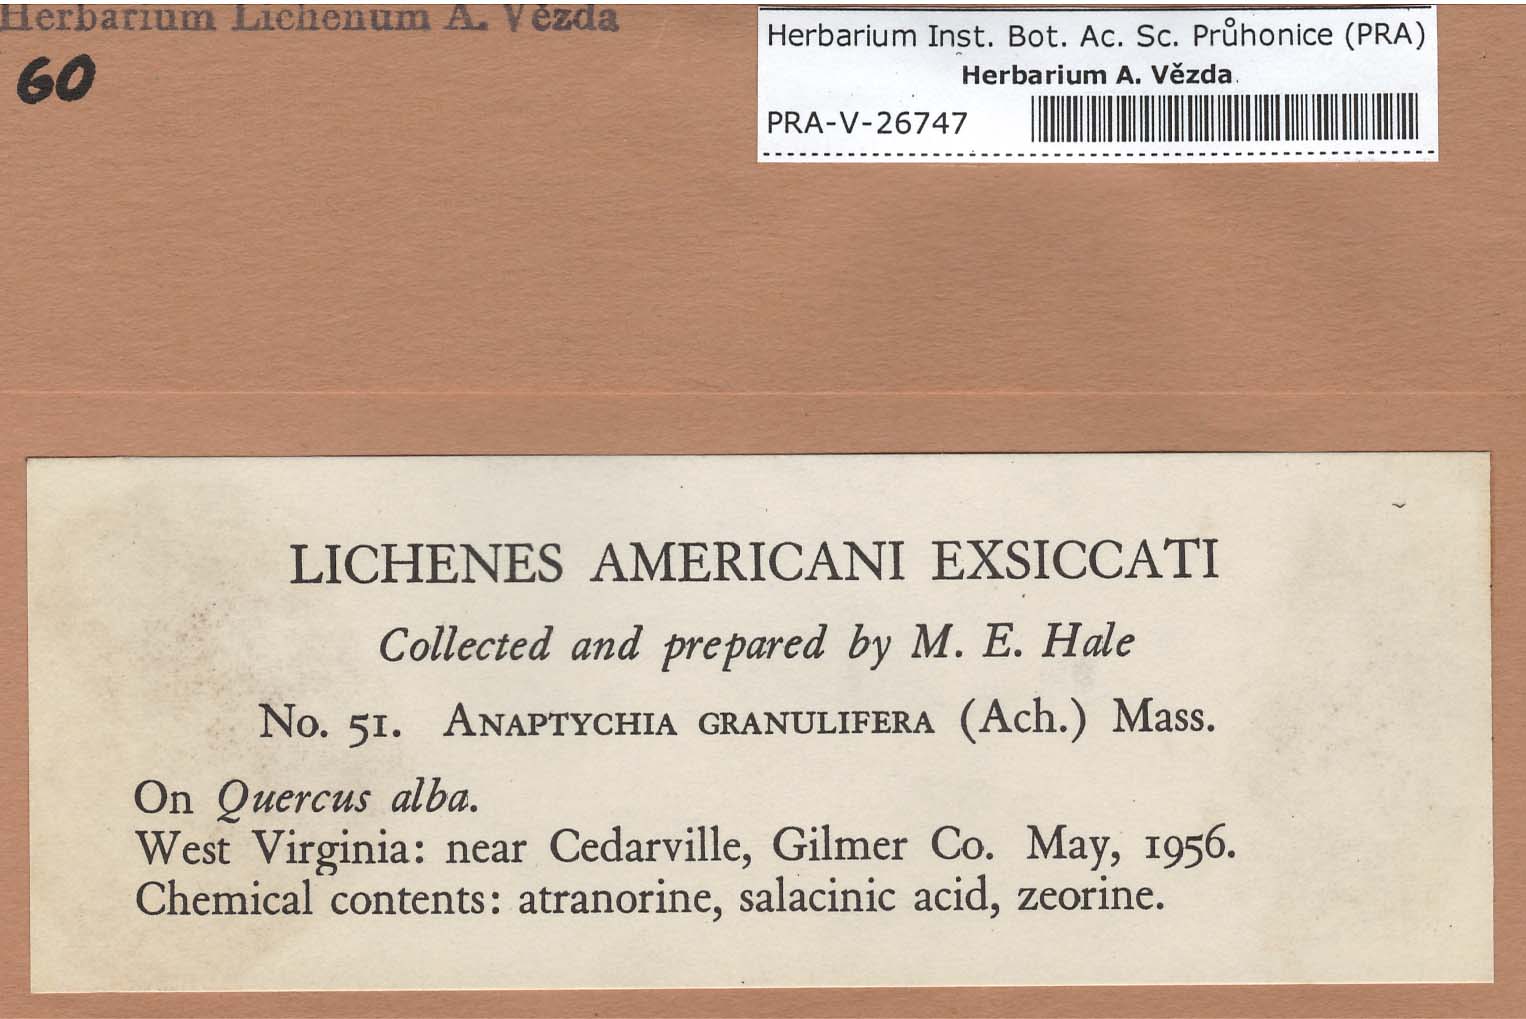 Herbarium Lichenum A. Vězda
60
Herbarium Inst. Bot. Ac. Sc. Průhonice (PRA)
Herbarium A. Vězda
PRA-V-26747
LICHENES AMERICANI EXSICCATI
Collected and prepared by M. E. Hale
No. 51. ANAPTYCHIA GRANULIFERA (Ach.) Mass.
On Quercus alba.
West Virginia: near Cedarville, Gilmer Co. May, 1956.
Chemical contents: atranorine, salacinic acid, zeorine.